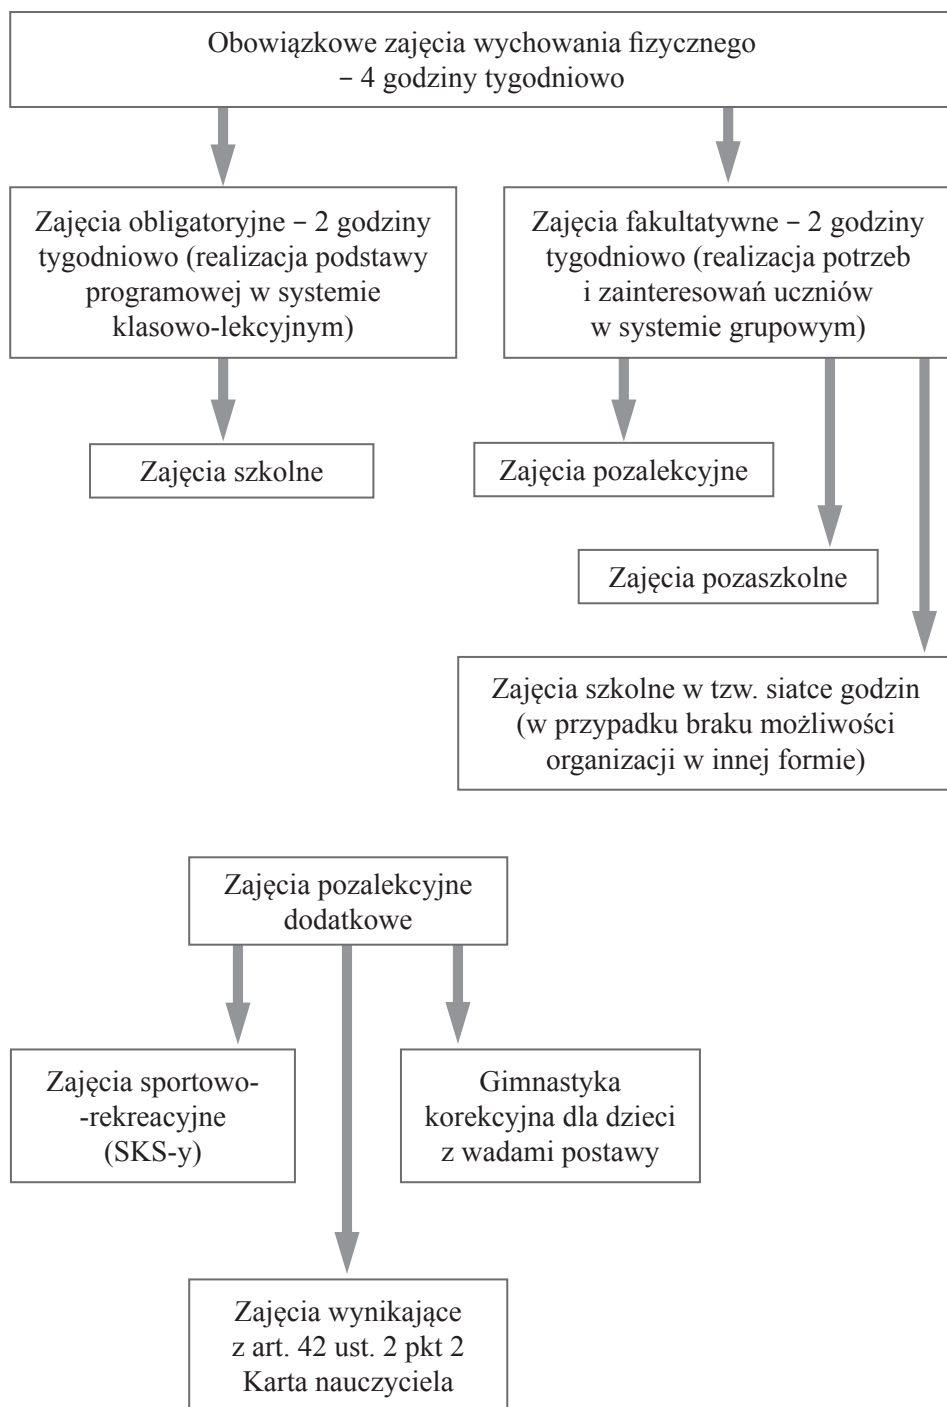 Obowiązkowe zajęcia wychowania fizycznego
– 4 godziny tygodniowo
Zajęcia obligatoryjne – 2 godziny
tygodniowo (realizacja podstawy
programowej w systemie
klasowo-lekcyjnym)
Zajęcia fakultatywne – 2 godziny
tygodniowo (realizacja potrzeb
i zainteresowań uczniów
w systemie grupowym)
Zajęcia szkolne
Zajęcia pozalekcyjne
Zajęcia pozaszkolne
Zajęcia szkolne w tzw. siatce godzin
(w przypadku braku możliwości
organizacji w innej formie)
Zajęcia pozalekcyjne
dodatkowe
Zajęcia sportowo-
-rekreacyjne
(SKS-y)
Gimnastyka
korekcyjna dla dzieci
z wadami postawy
Zajęcia wynikające
z art. 42 ust. 2 pkt 2
Karta nauczyciela